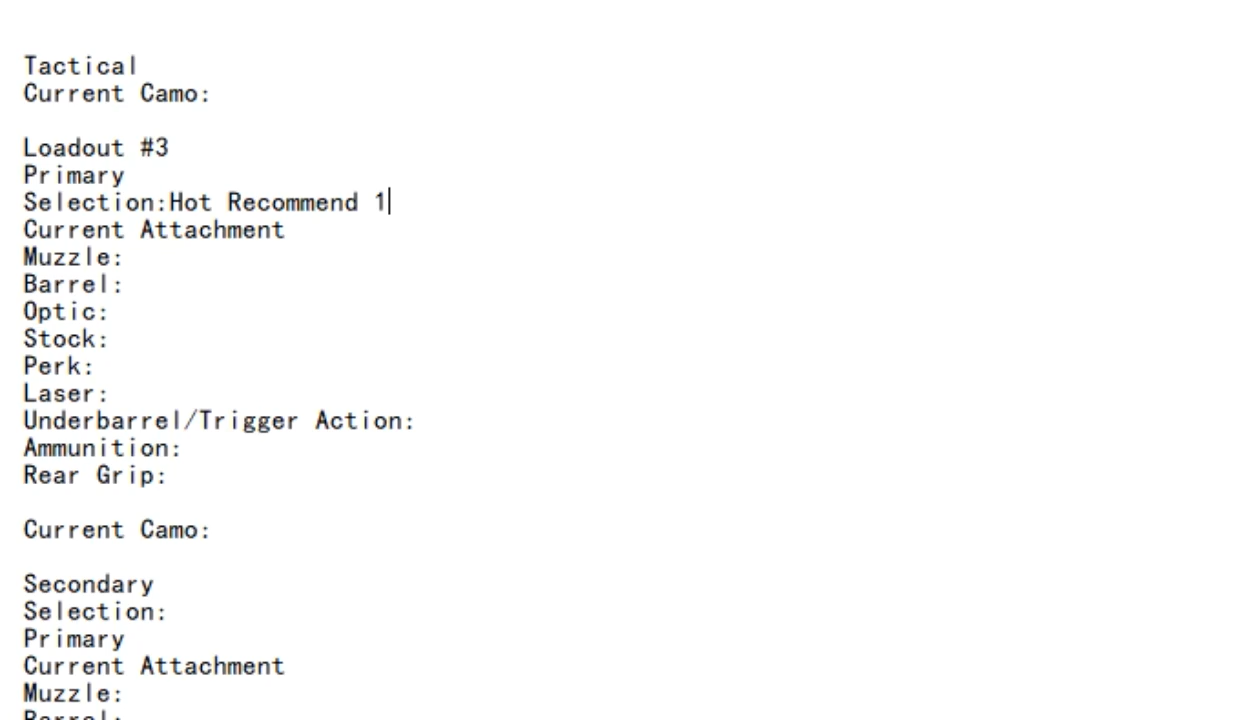 Tactical
Current Camo:
Loadout #3
Primary
Selection:Hot Recommend 1
Current Attachment
Muzzle:
Barrel:
Optic:
Stock:
Perk:
Laser:
Underbarrel/Trigger Action:
Ammunition:
Rear Grip:
Current Camo:
Secondary
Selection:
Primary
Current Attachment
Muzzle:
Barrel: